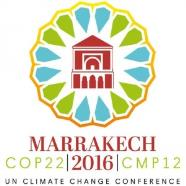 MARRAKECH
COP22|2016|CMP12
UN CLIMATE CHANGE CONFERENCE